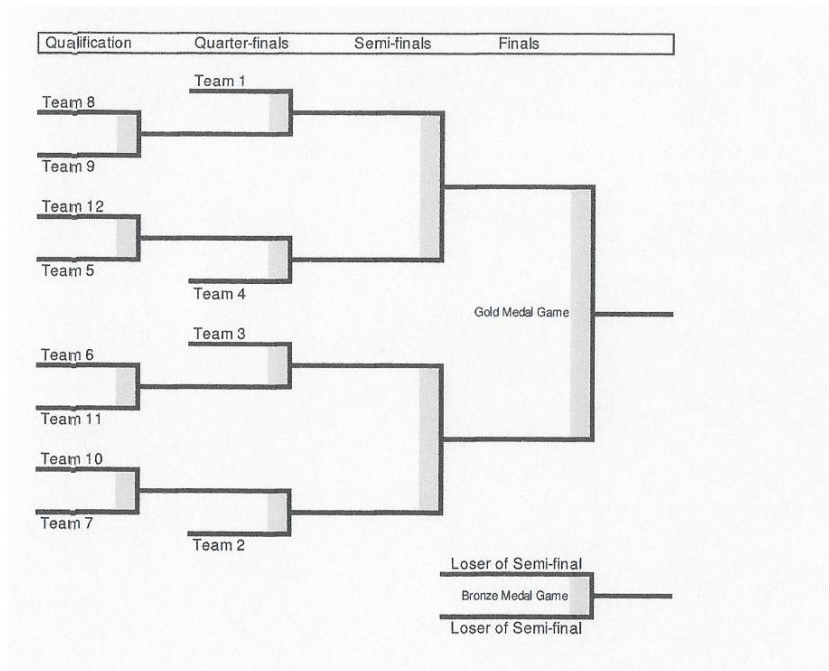 Qualification Quarter-finals Semi-finals Finals
Team 1
Team 8
Team 9
Team 12
Team 5
Team 4
Gold Medal Game
Team 3
Team 6
Team 11
Team 10
Team 7
Team 2
Loser of Semi-final
Bronze Medal Game
Loser of Semi-final